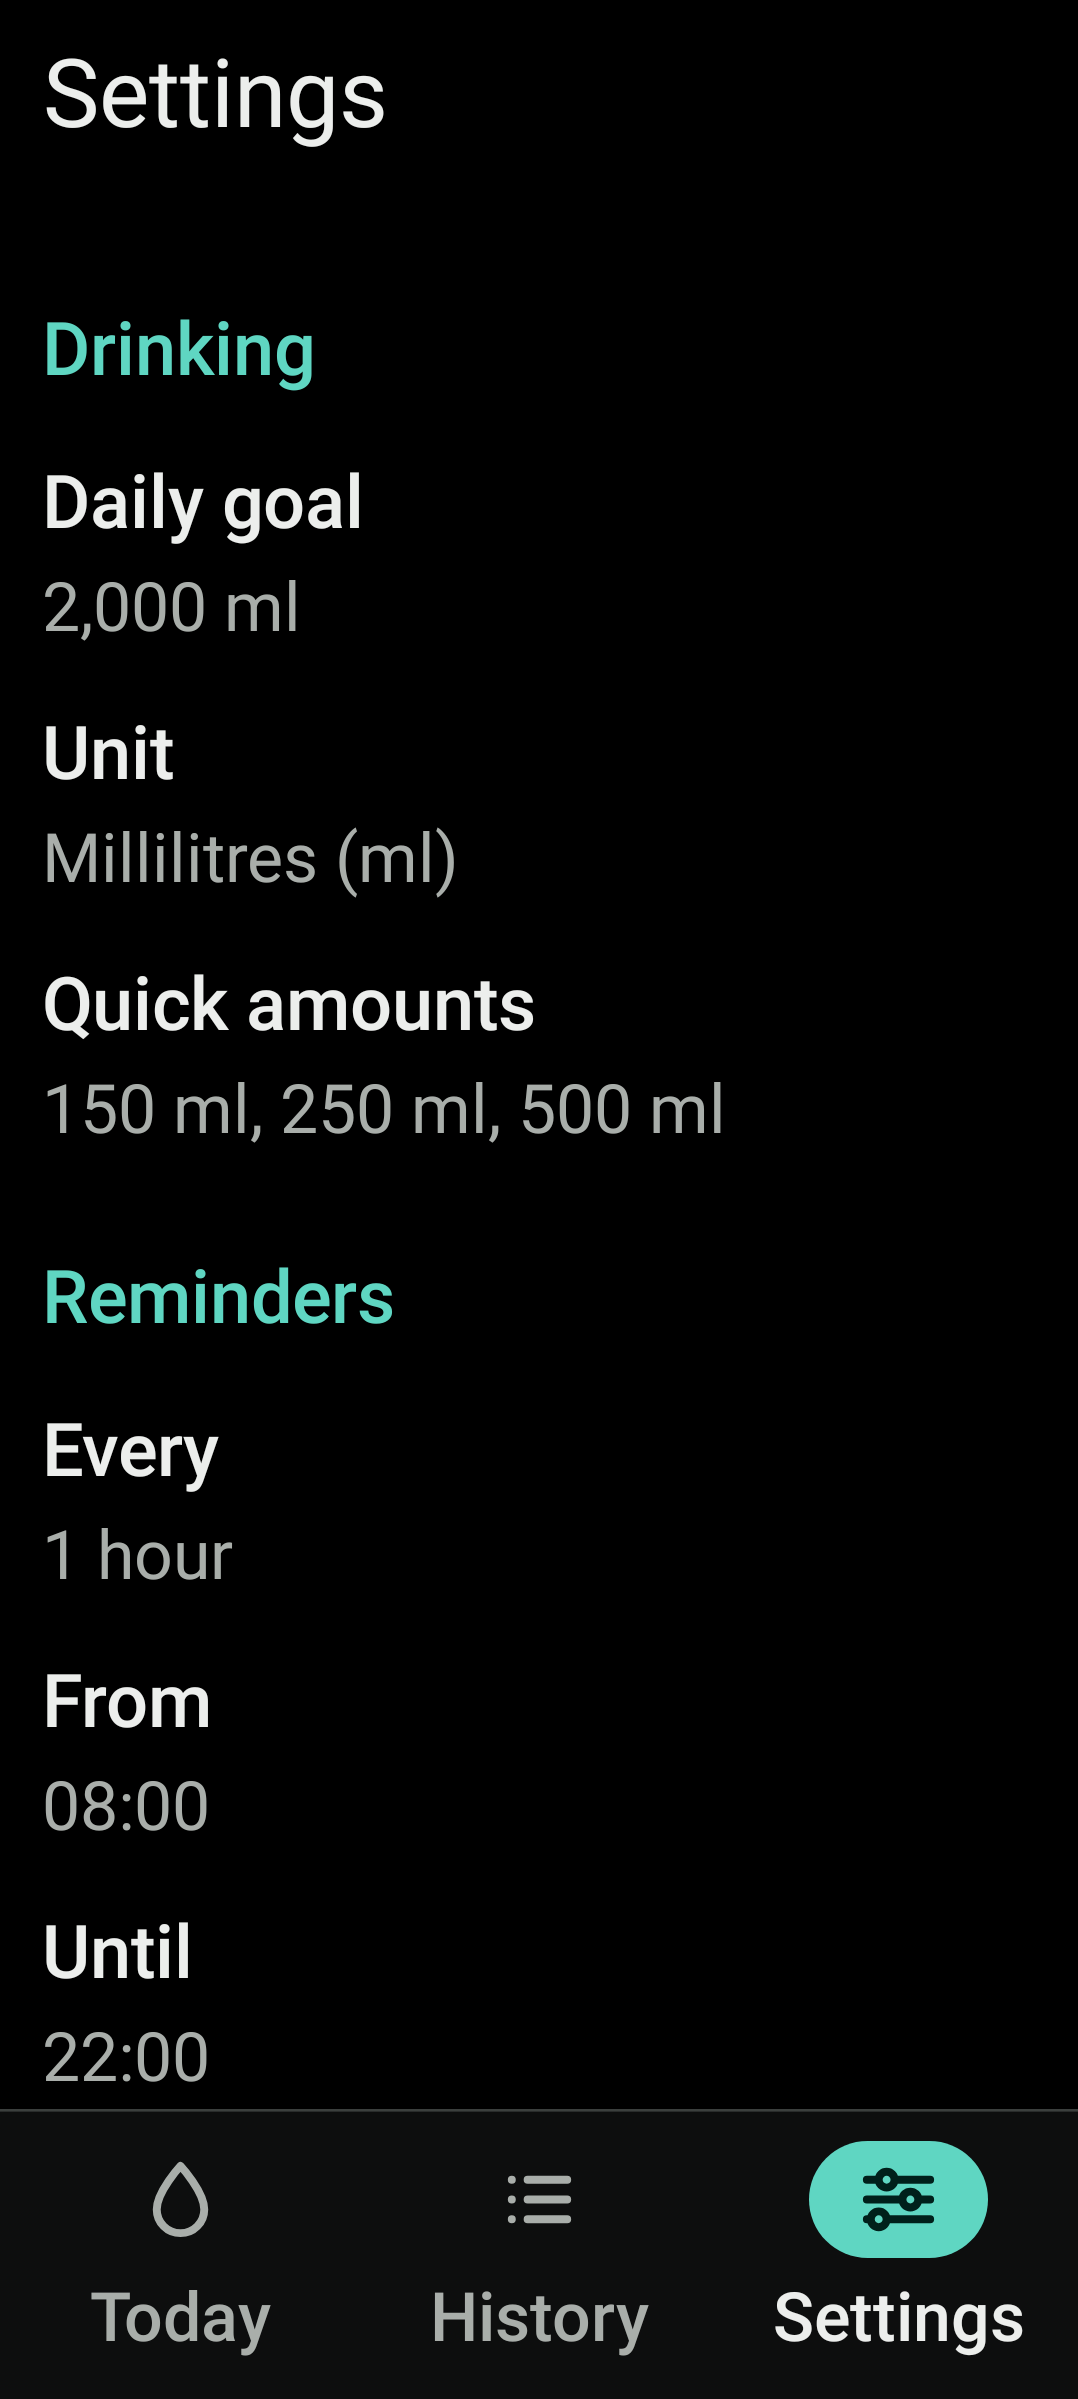 Settings
Drinking
Daily goal
2,000 ml
Unit
Millilitres (ml)
Quick amounts
150 ml, 250 ml, 500 ml
Reminders
Every
1 hour
From
08:00
Until
22:00
Today
History
Settings